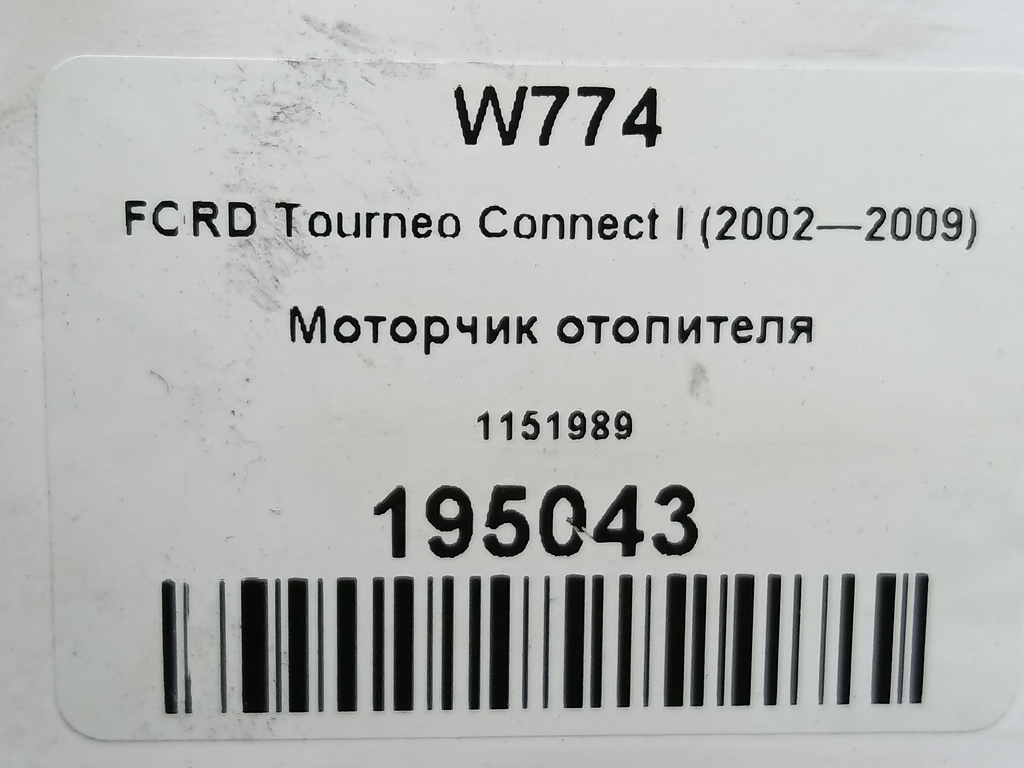 W774
FORD Tourneo Connect I (2002—2009)
Моторчик отопителя
1151989
195043